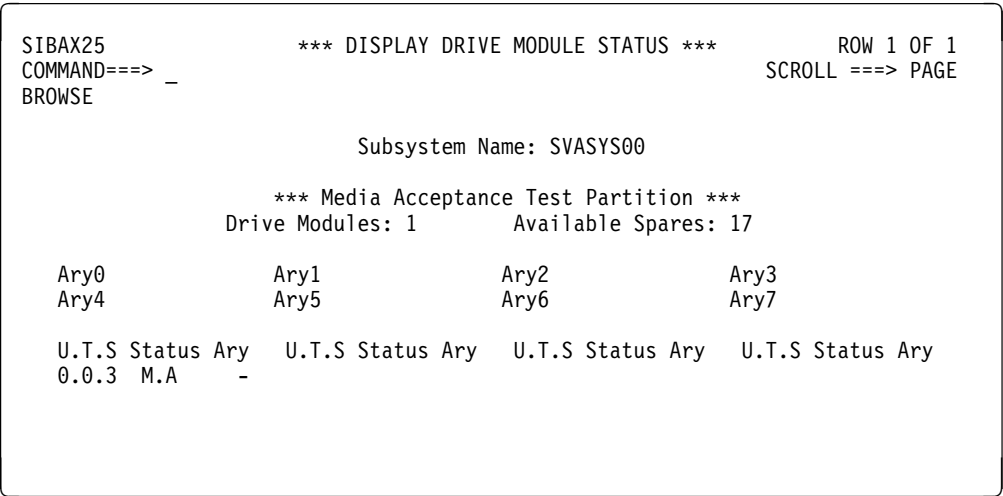 SIBAX25 *** DISPLAY DRIVE MODULE STATUS *** ROW 1 OF 1
COMMAND===> _ SCROLL ===> PAGE
BROWSE
Subsystem Name: SVASYS00
*** Media Acceptance Test Partition ***
Drive Modules: 1 Available Spares: 17
Ary0 Ary1 Ary2 Ary3
Ary4 Ary5 Ary6 Ary7
U.T.S Status Ary U.T.S Status Ary U.T.S Status Ary U.T.S Status Ary
0.0.3 M.A -